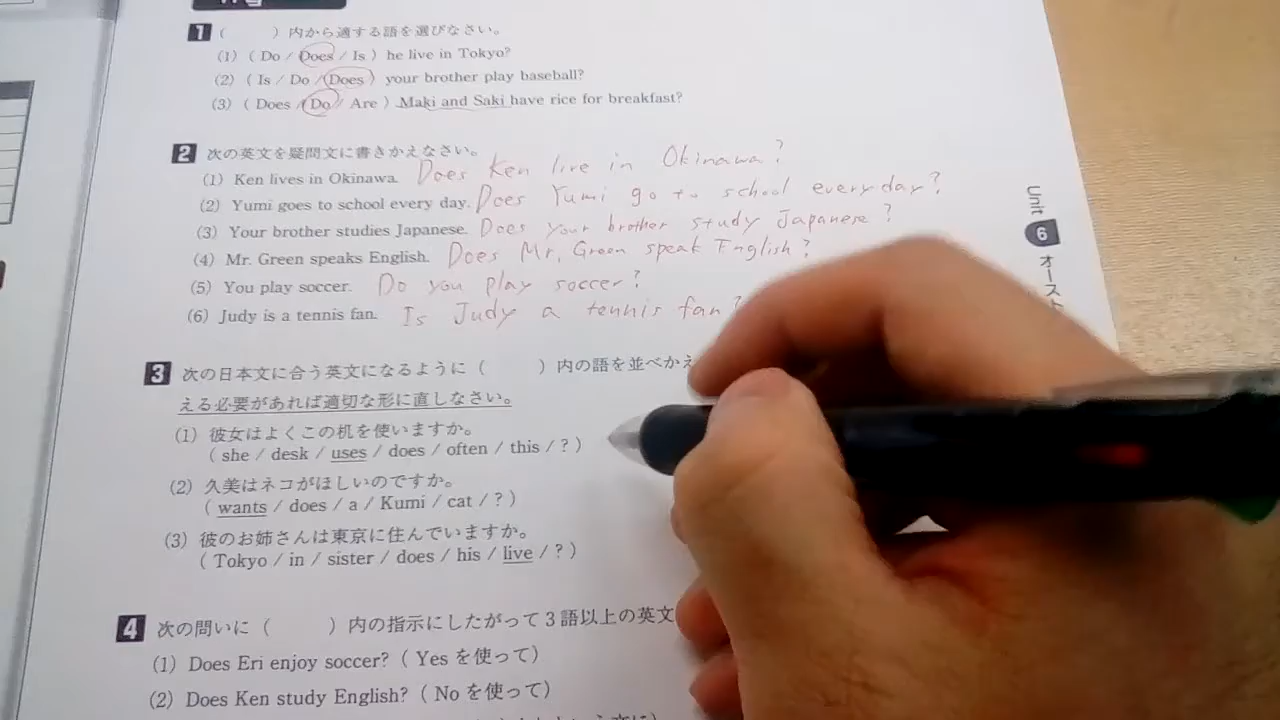 1 ( ) 内から適する語を選びなさい。
(1) ( Do / Does / Is ) he live in Tokyo?
(2) ( Is / Do / Does ) your brother play baseball?
(3) ( Does / Do / Are ) Maki and Saki have rice for breakfast?
2 次の英文を疑問文に書きかえなさい。
(1) Ken lives in Okinawa. Does Ken live in Okinawa?
(2) Yumi goes to school every day. Does Yumi go to school every day?
(3) Your brother studies Japanese. Does your brother study Japanese?
(4) Mr. Green speaks English. Does Mr. Green speak English?
(5) You play soccer. Do you play soccer?
(6) Judy is a tennis fan. Is Judy a tennis fan?
3 次の日本文に合う英文になるように ( ) 内の語を並べかえ
える必要があれば適切な形に直しなさい。
(1) 彼女はよくこの机を使いますか。
( she / desk / uses / does / often / this / ? )
(2) 久美はネコがほしいのですか。
( wants / does / a / Kumi / cat / ? )
(3) 彼のお姉さんは東京に住んでいますか。
( Tokyo / in / sister / does / his / live / ? )
4 次の問いに ( ) 内の指示にしたがって3語以上の英文
(1) Does Eri enjoy soccer? ( Yes を使って)
(2) Does Ken study English? ( No を使って)
Unit 6 オースト